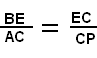 BE/AC = EC/CP